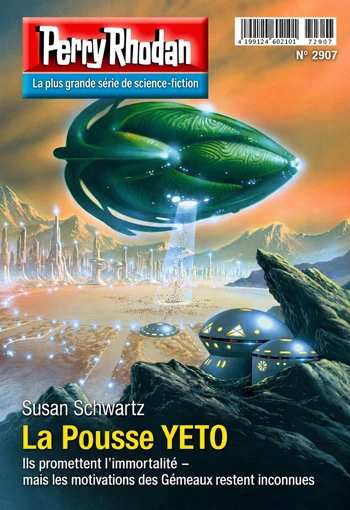 Perry Rhodan
La plus grande série de science-fiction
4 199124 602101
72907
N° 2907
Susan Schwartz
La Pousse YETO
Ils promettent l'immortalité –
mais les motivations des Gémeaux restent inconnues